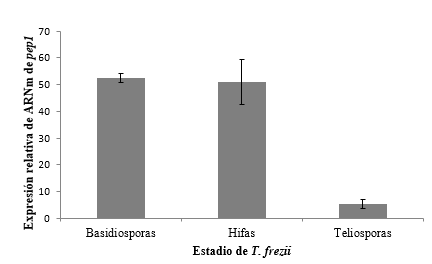 Expresión relativa de ARNm de pep1
70
60
50
40
30
20
10
0
Basidiosporas Hifas Teliosporas
Estadio de T. frezii